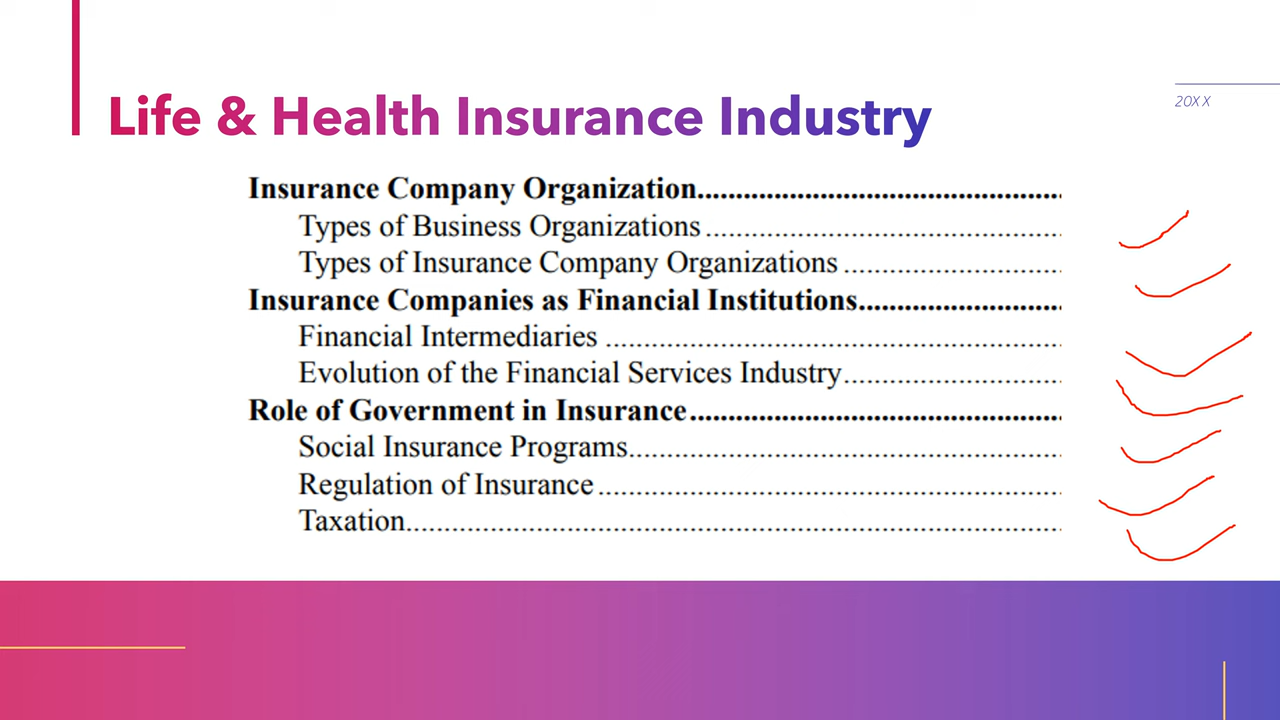 Life & Health Insurance Industry
20XX
Insurance Company Organization.....................................
Types of Business Organizations....................................
Types of Insurance Company Organizations......................
Insurance Companies as Financial Institutions.....................
Financial Intermediaries..............................................
Evolution of the Financial Services Industry......................
Role of Government in Insurance.....................................
Social Insurance Programs...........................................
Regulation of Insurance..............................................
Taxation.................................................................